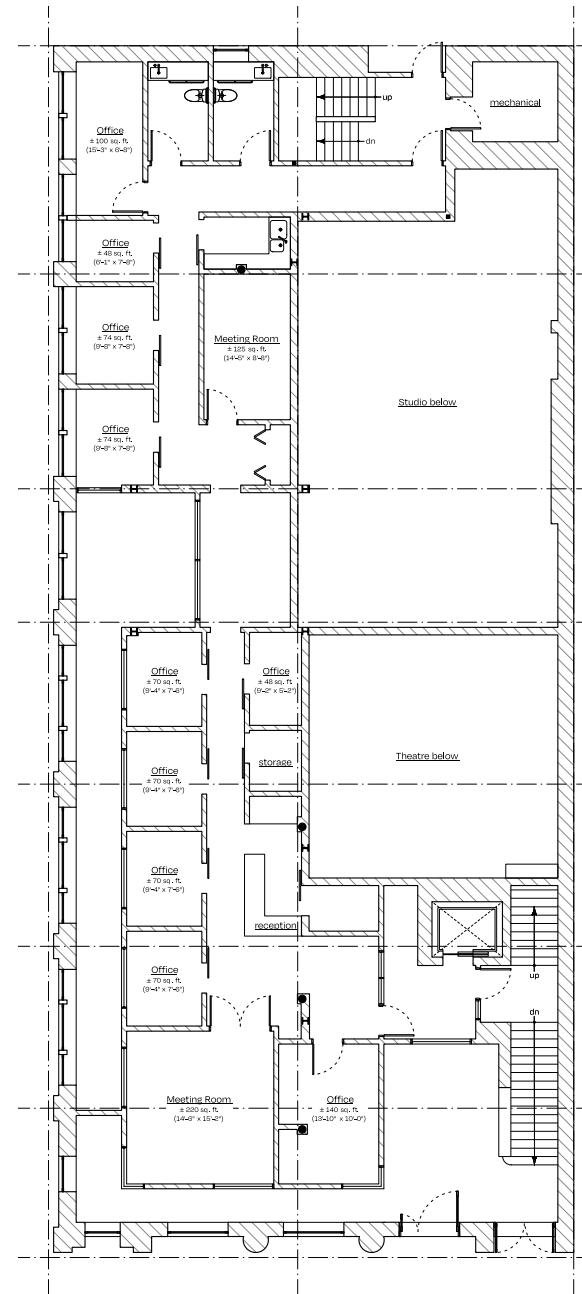 up
mechanical
Office
± 100 sq. ft.
(15'-3" x 6'-8")
dn
Office
± 48 sq. ft.
(6'-1" x 7'-8")
Office
± 74 sq. ft.
(9'-8" x 7'-8")
Meeting Room
± 125 sq. ft.
(14'-5" x 8'-8")
Studio below
Office
± 74 sq. ft.
(9'-8" x 7'-8")
Office
± 70 sq. ft.
(9'-4" x 7'-6")
Office
± 48 sq. ft.
(9'-2" x 5'-2")
storage
Theatre below
Office
± 70 sq. ft.
(9'-4" x 7'-6")
Office
± 70 sq. ft.
(9'-4" x 7'-6")
reception
Office
± 70 sq. ft.
(9'-4" x 7'-6")
up
dn
Meeting Room
± 220 sq. ft.
(14'-6" x 15'-2")
Office
± 140 sq. ft.
(13'-10" x 10'-0")